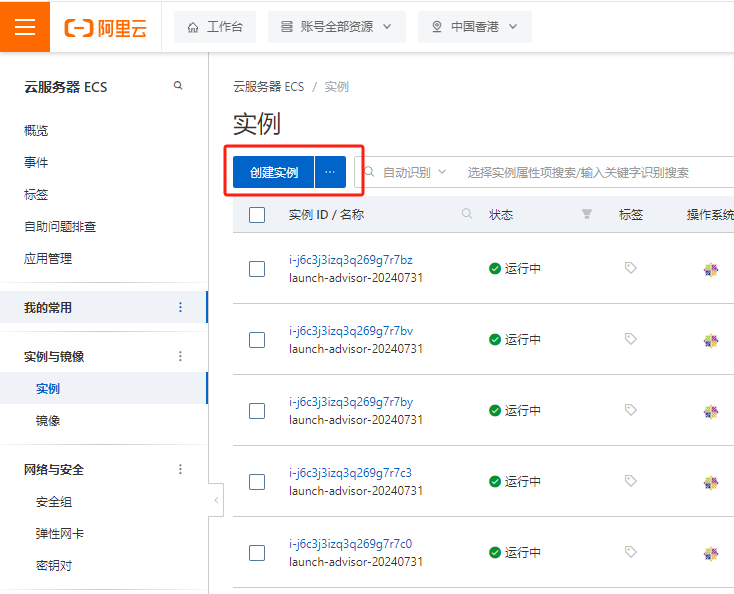 阿里云
工作台
账号全部资源
中国香港
云服务器 ECS
概览
事件
标签
自助问题排查
应用管理
我的常用
实例与镜像
实例
镜像
网络与安全
安全组
弹性网卡
密钥对
云服务器 ECS / 实例
实例
创建实例 ...
自动识别
选择实例属性项搜索/输入关键字识别搜索
实例 ID / 名称 状态 标签 操作系统
i-j6c3j3izq3q269g7r7bz
launch-advisor-20240731
运行中
i-j6c3j3izq3q269g7r7bv
launch-advisor-20240731
运行中
i-j6c3j3izq3q269g7r7by
launch-advisor-20240731
运行中
i-j6c3j3izq3q269g7r7c3
launch-advisor-20240731
运行中
i-j6c3j3izq3q269g7r7c0
launch-advisor-20240731
运行中